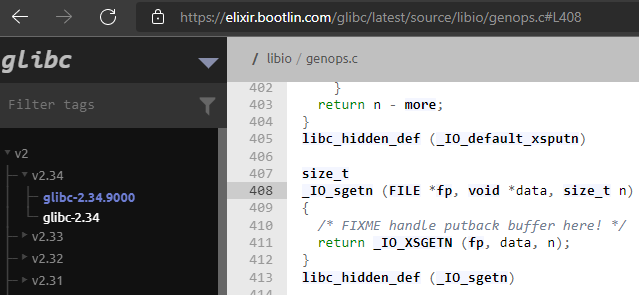 https://elixir.bootlin.com/glibc/latest/source/libio/genops.c#L408
glibc
/ libio / genops.c
Filter tags
v2
v2.34
glibc-2.34.9000
glibc-2.34
v2.33
v2.32
v2.31
402       }
403   return n - more;
404 }
405 libc_hidden_def (_IO_default_xsputn)
406
407 size_t
408 _IO_sgetn (FILE *fp, void *data, size_t n)
409 {
410   /* FIXME handle putback buffer here! */
411   return _IO_XSGETN (fp, data, n);
412 }
413 libc_hidden_def (_IO_sgetn)
414